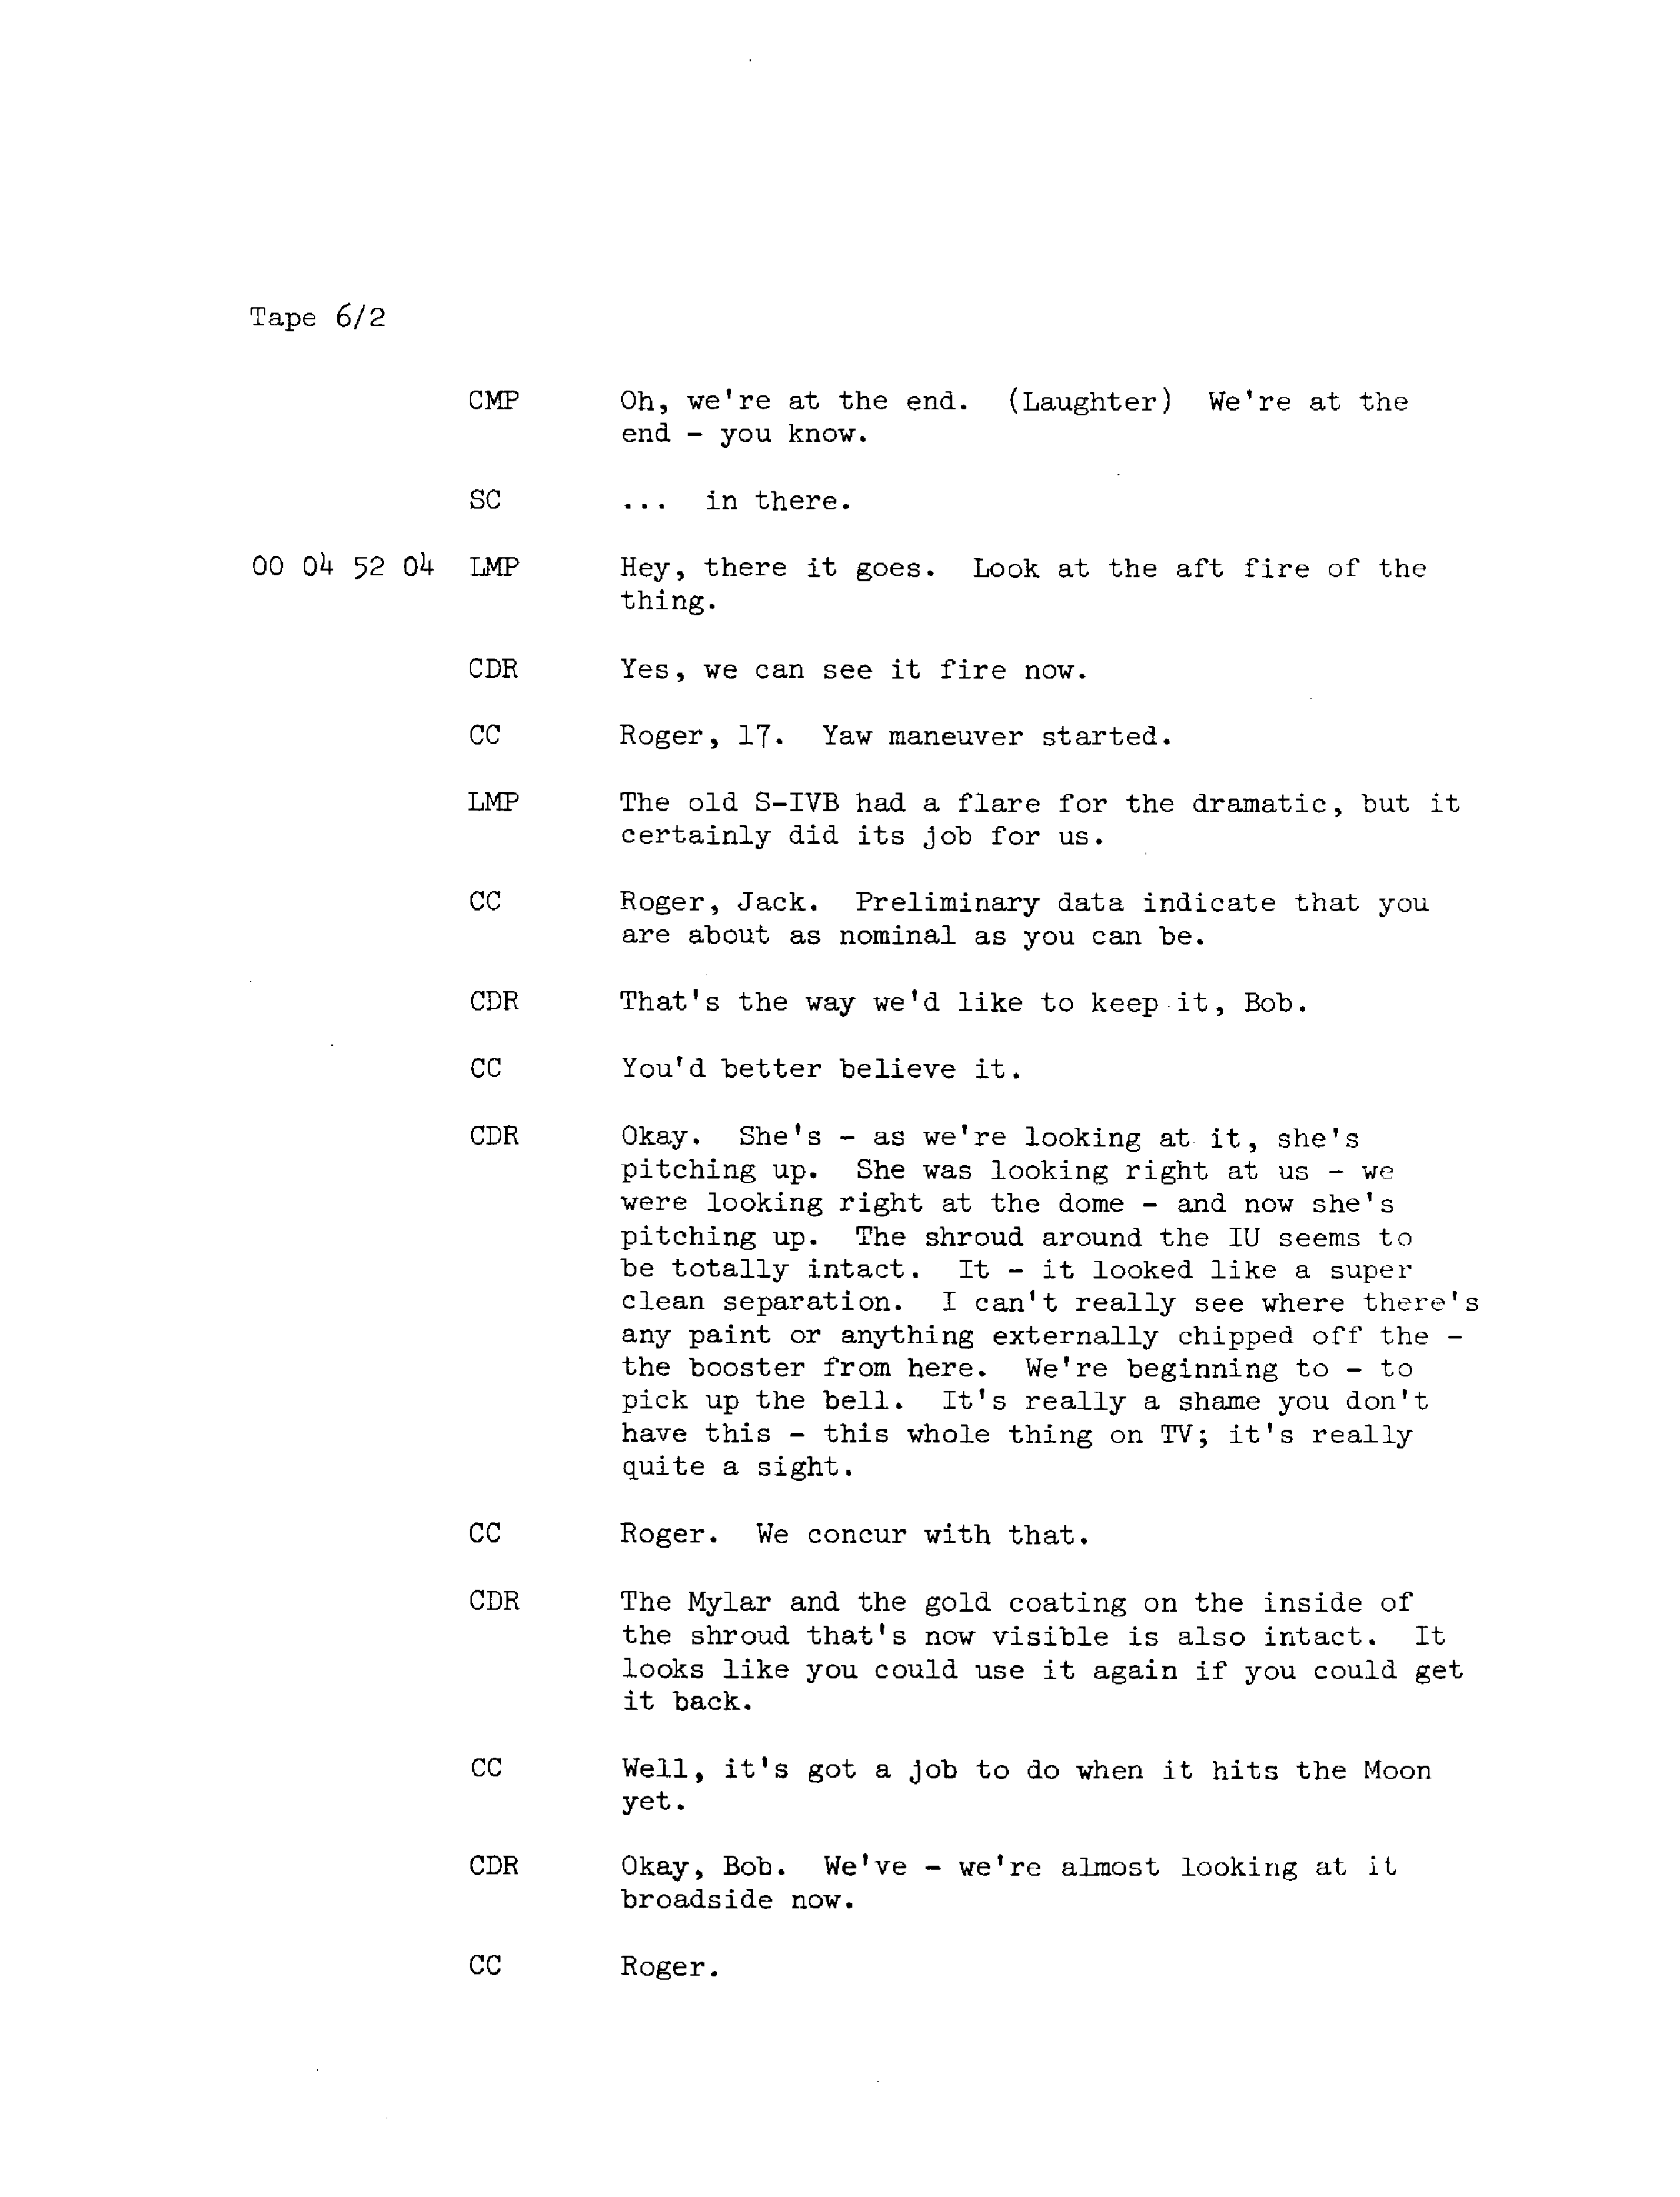 Tape 6/2
CMP Oh, we're at the end. (Laughter) We're at the
end - you know.
SC ... in there.
00 04 52 04 LMP Hey, there it goes. Look at the aft fire of the
thing.
CDR Yes, we can see it fire now.
CC Roger, 17. Yaw maneuver started.
LMP The old S-IVB had a flare for the dramatic, but it
certainly did its job for us.
CC Roger, Jack. Preliminary data indicate that you
are about as nominal as you can be.
CDR That's the way we'd like to keep it, Bob.
CC You'd better believe it.
CDR Okay. She's - as we're looking at it, she's
pitching up. She was looking right at us - we
were looking right at the dome - and now she's
pitching up. The shroud around the IU seems to
be totally intact. It - it looked like a super
clean separation. I can't really see where there's
any paint or anything externally chipped off the -
the booster from here. We're beginning to - to
pick up the bell. It's really a shame you don't
have this - this whole thing on TV; it's really
quite a sight.
CC Roger. We concur with that.
CDR The Mylar and the gold coating on the inside of
the shroud that's now visible is also intact. It
looks like you could use it again if you could get
it back.
CC Well, it's got a job to do when it hits the Moon
yet.
CDR Okay, Bob. We've - we're almost looking at it
broadside now.
CC Roger.